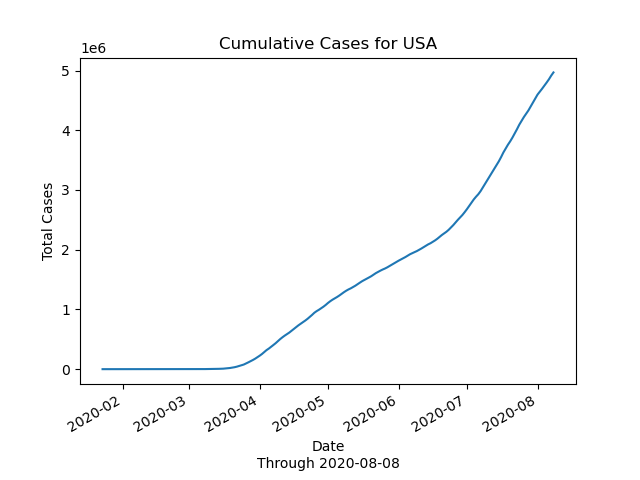 Cumulative Cases for USA
1e6
5
4
3
2
1
0
Total Cases
2020-02
2020-03
2020-04
2020-05
2020-06
2020-07
2020-08
Date
Through 2020-08-08